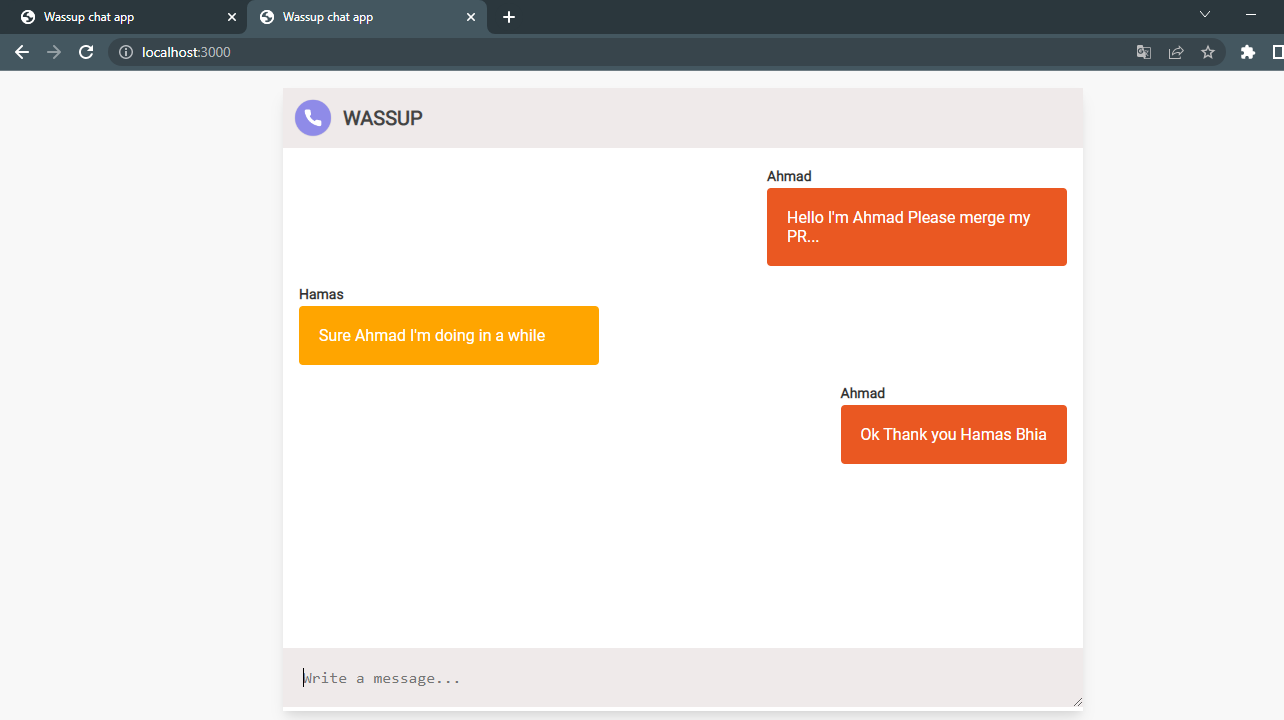 Wassup chat app
Wassup chat app
localhost:3000
WASSUP
Ahmad
Hello I'm Ahmad Please merge my
PR...
Hamas
Sure Ahmad I'm doing in a while
Ahmad
Ok Thank you Hamas Bhia
Write a message...